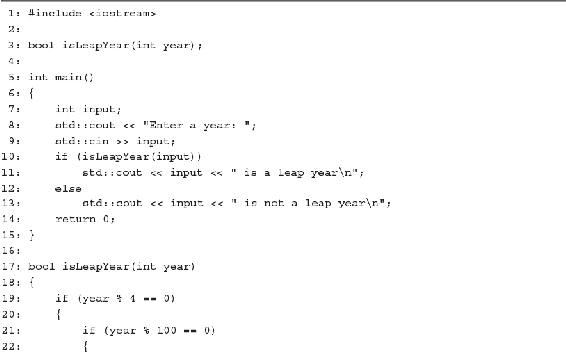 1: #include <iostream>
2:
3: bool isLeapYear(int year);
4:
5: int main()
6: {
7:     int input;
8:     std::cout << "Enter a year: ";
9:     std::cin >> input;
10:     if (isLeapYear(input))
11:         std::cout << input << " is a leap year\n";
12:     else
13:         std::cout << input << " is not a leap year\n";
14:     return 0;
15: }
16:
17: bool isLeapYear(int year)
18: {
19:     if (year % 4 == 0)
20:     {
21:         if (year % 100 == 0)
22:         {